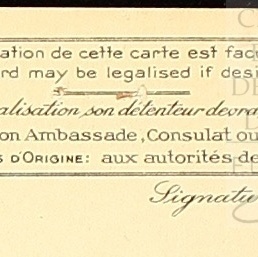 ation de cette carte est fac
rd may be legalised if desi
alisation, son détenteur devra
on Ambassade, Consulat ou
S D'ORIGINE: aux autorités de
Signatu